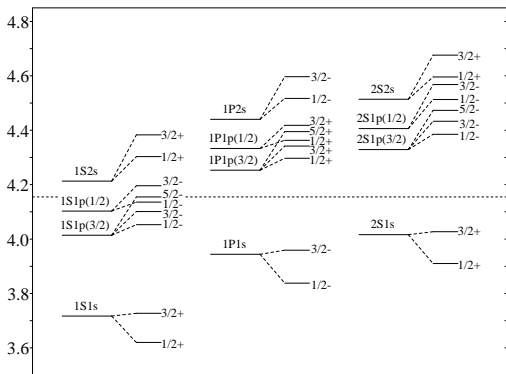 4.8
4.6
4.4
4.2
4.0
3.8
3.6
1S2s
3/2+
1/2+
1S1p(1/2)
1S1p(3/2)
3/2-
5/2-
1/2-
3/2-
1/2-
1S1s
3/2+
1/2+
1P2s
3/2-
1/2-
1P1p(1/2)
1P1p(3/2)
3/2+
5/2+
1/2+
3/2+
1/2+
1P1s
3/2-
1/2-
2S2s
3/2+
1/2+
2S1p(1/2)
2S1p(3/2)
3/2-
1/2-
5/2-
3/2-
1/2-
2S1s
3/2+
1/2+